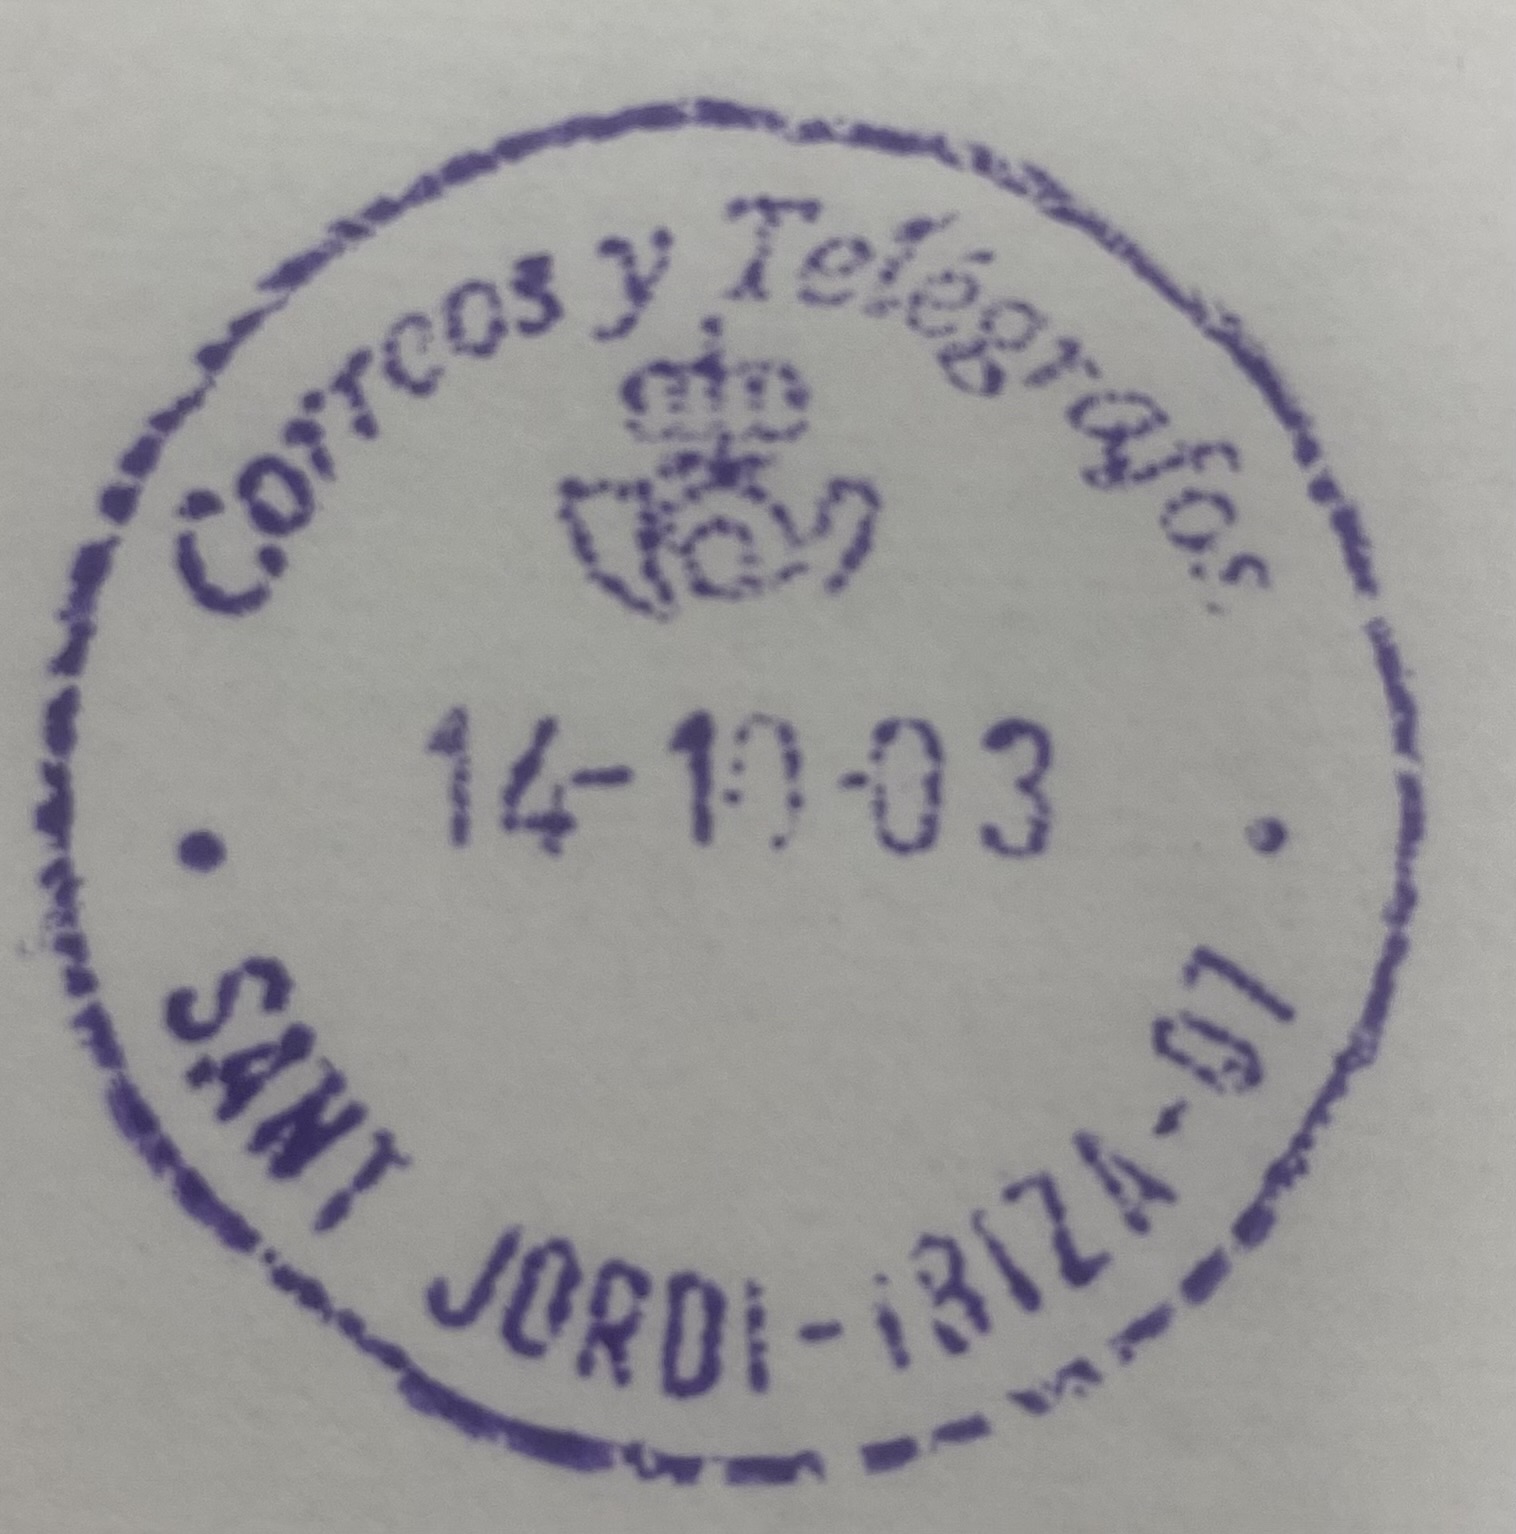 Correos y Telégrafos
14-10-03
SANT JORDI-IBIZA-07